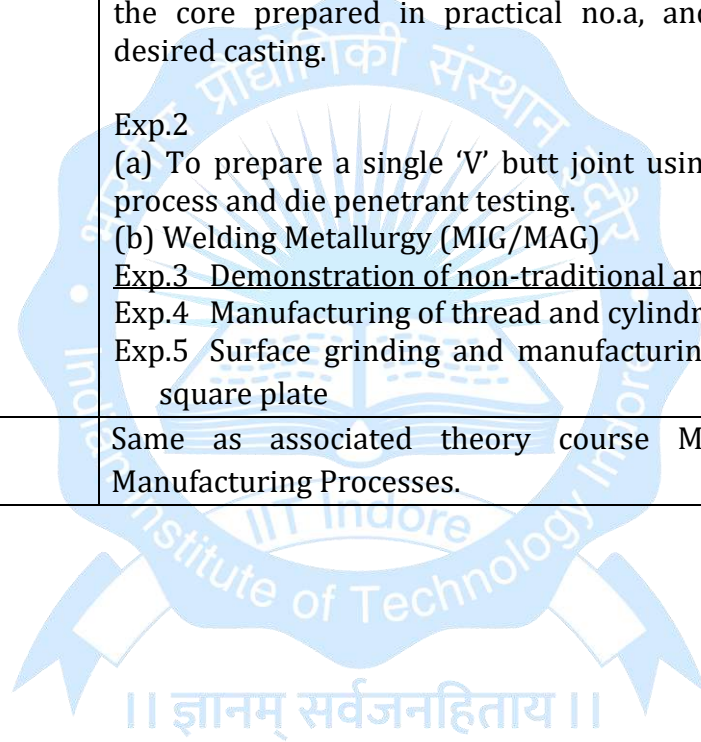 the core prepared in practical no.a, and
desired casting.
Exp.2
(a) To prepare a single ‘V’ butt joint usin
process and die penetrant testing.
(b) Welding Metallurgy (MIG/MAG)
Exp.3 Demonstration of non-traditional an
Exp.4 Manufacturing of thread and cylindr
Exp.5 Surface grinding and manufacturin
square plate
Same as associated theory course M
Manufacturing Processes.
भारतीय प्रौद्योगिकी संस्थान इंदौर
Indian Institute of Technology Indore
IIT Indore
।। ज्ञानम् सर्वजनहिताय ।।